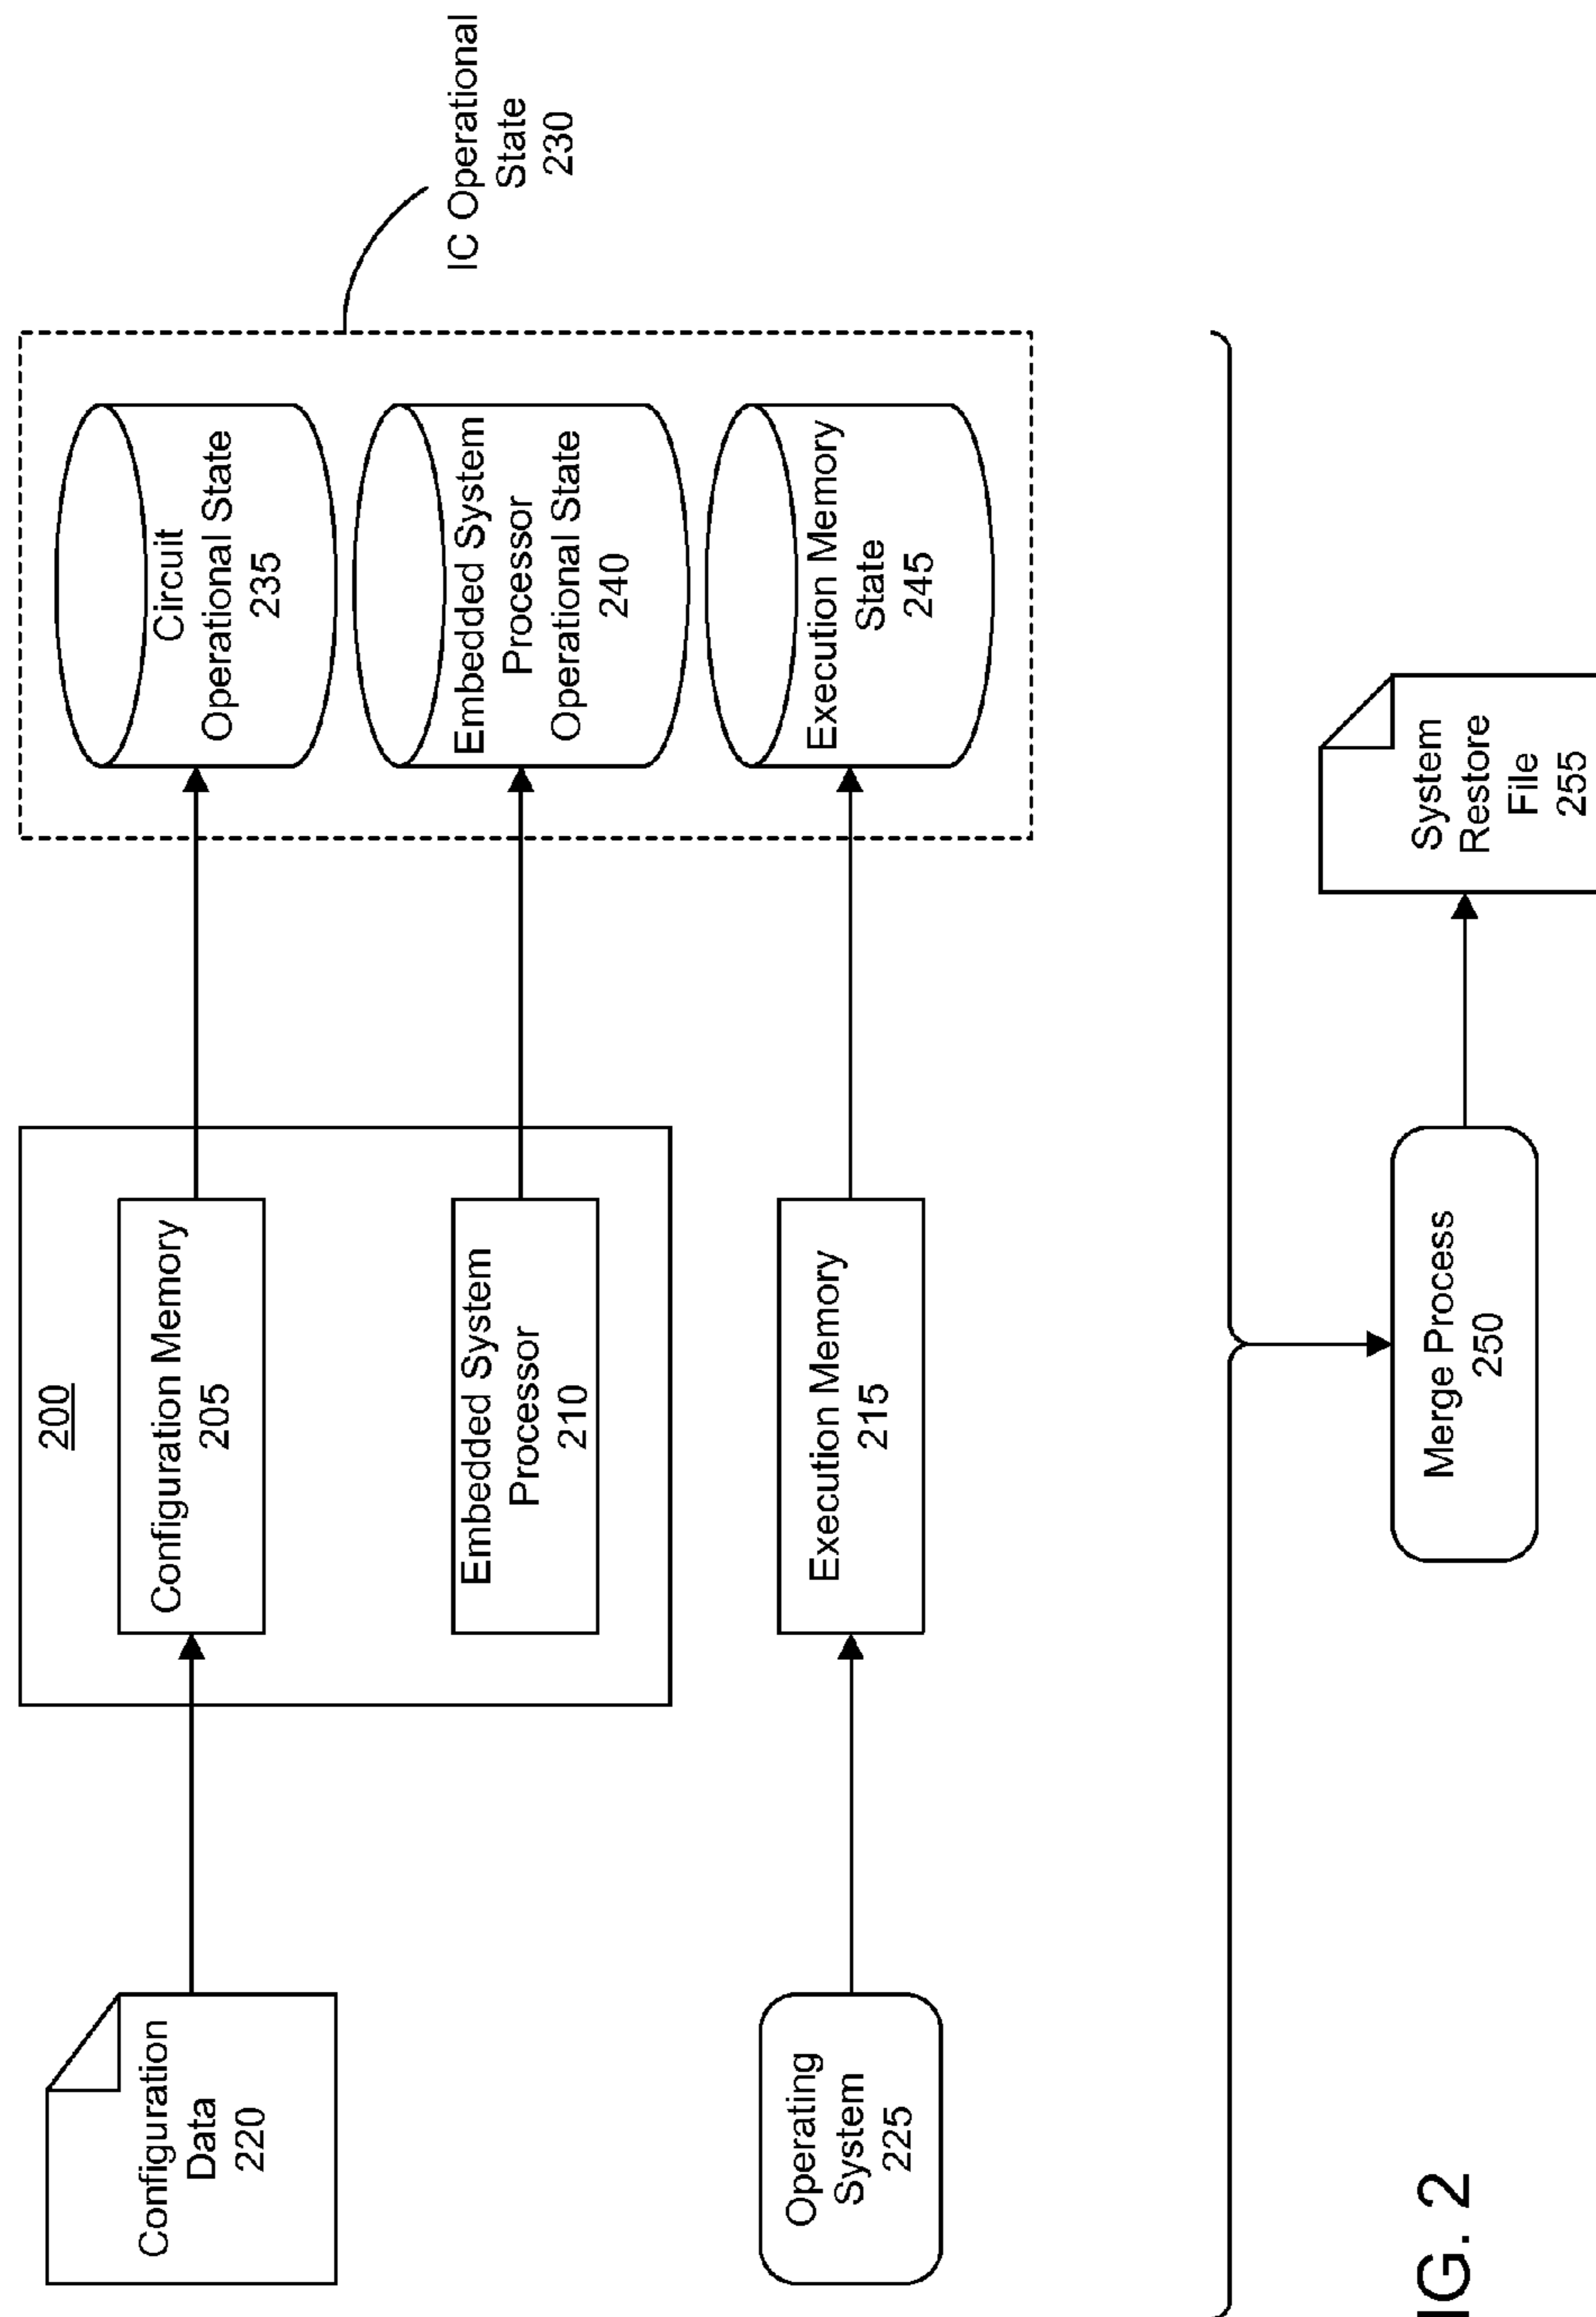 Configuration
Data
220
200
Configuration Memory
205
Embedded System
Processor
210
Operating
System
225
Execution Memory
215
Circuit
Operational State
235
Embedded System
Processor
Operational State
240
Execution Memory
State
245
IC Operational
State
230
Merge Process
250
System
Restore
File
255
IG. 2